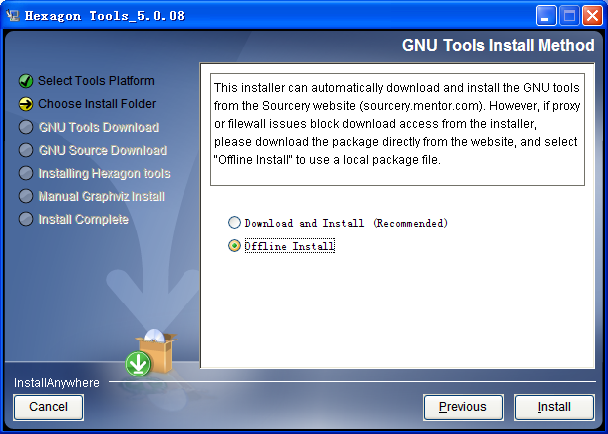 Hexagon Tools_5.0.08
GNU Tools Install Method
Select Tools Platform
Choose Install Folder
GNU Tools Download
GNU Source Download
Installing Hexagon tools
Manual Graphviz Install
Install Complete
This installer can automatically download and install the GNU tools
from the Sourcery website (sourcery.mentor.com). However, if proxy
or filewall issues block download access from the installer,
please download the package directly from the website, and select
"Offline Install" to use a local package file.
Download and Install (Recommended)
Offline Install
InstallAnywhere
Cancel
Previous
Install